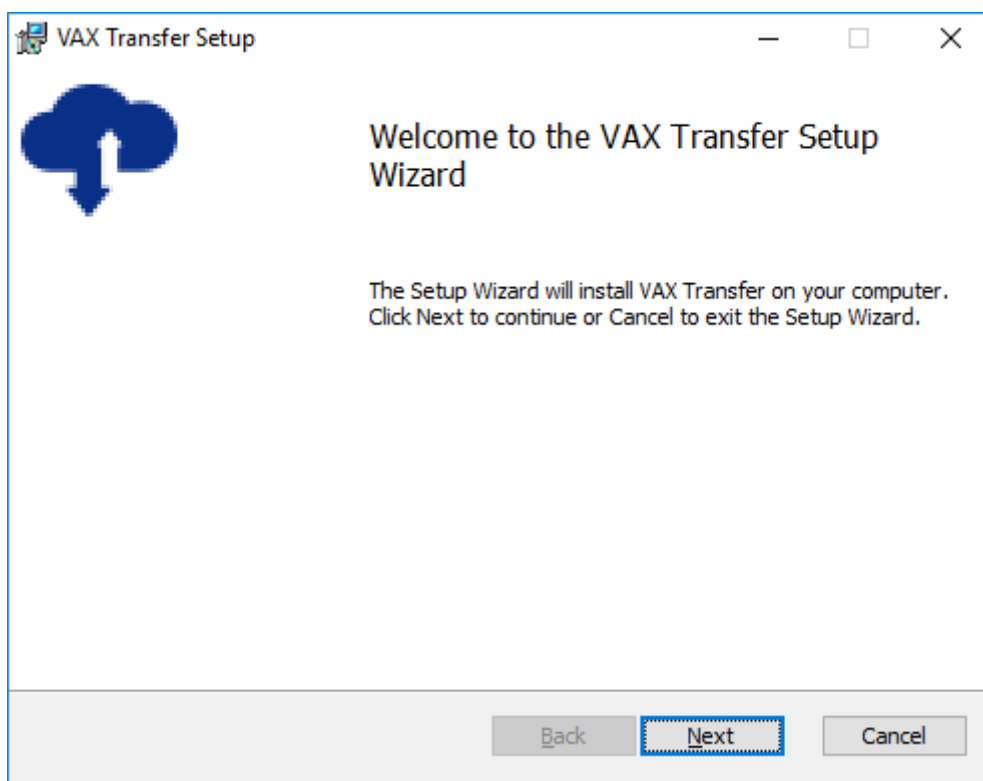 VAX Transfer Setup
Welcome to the VAX Transfer Setup
Wizard
The Setup Wizard will install VAX Transfer on your computer.
Click Next to continue or Cancel to exit the Setup Wizard.
Back Next Cancel